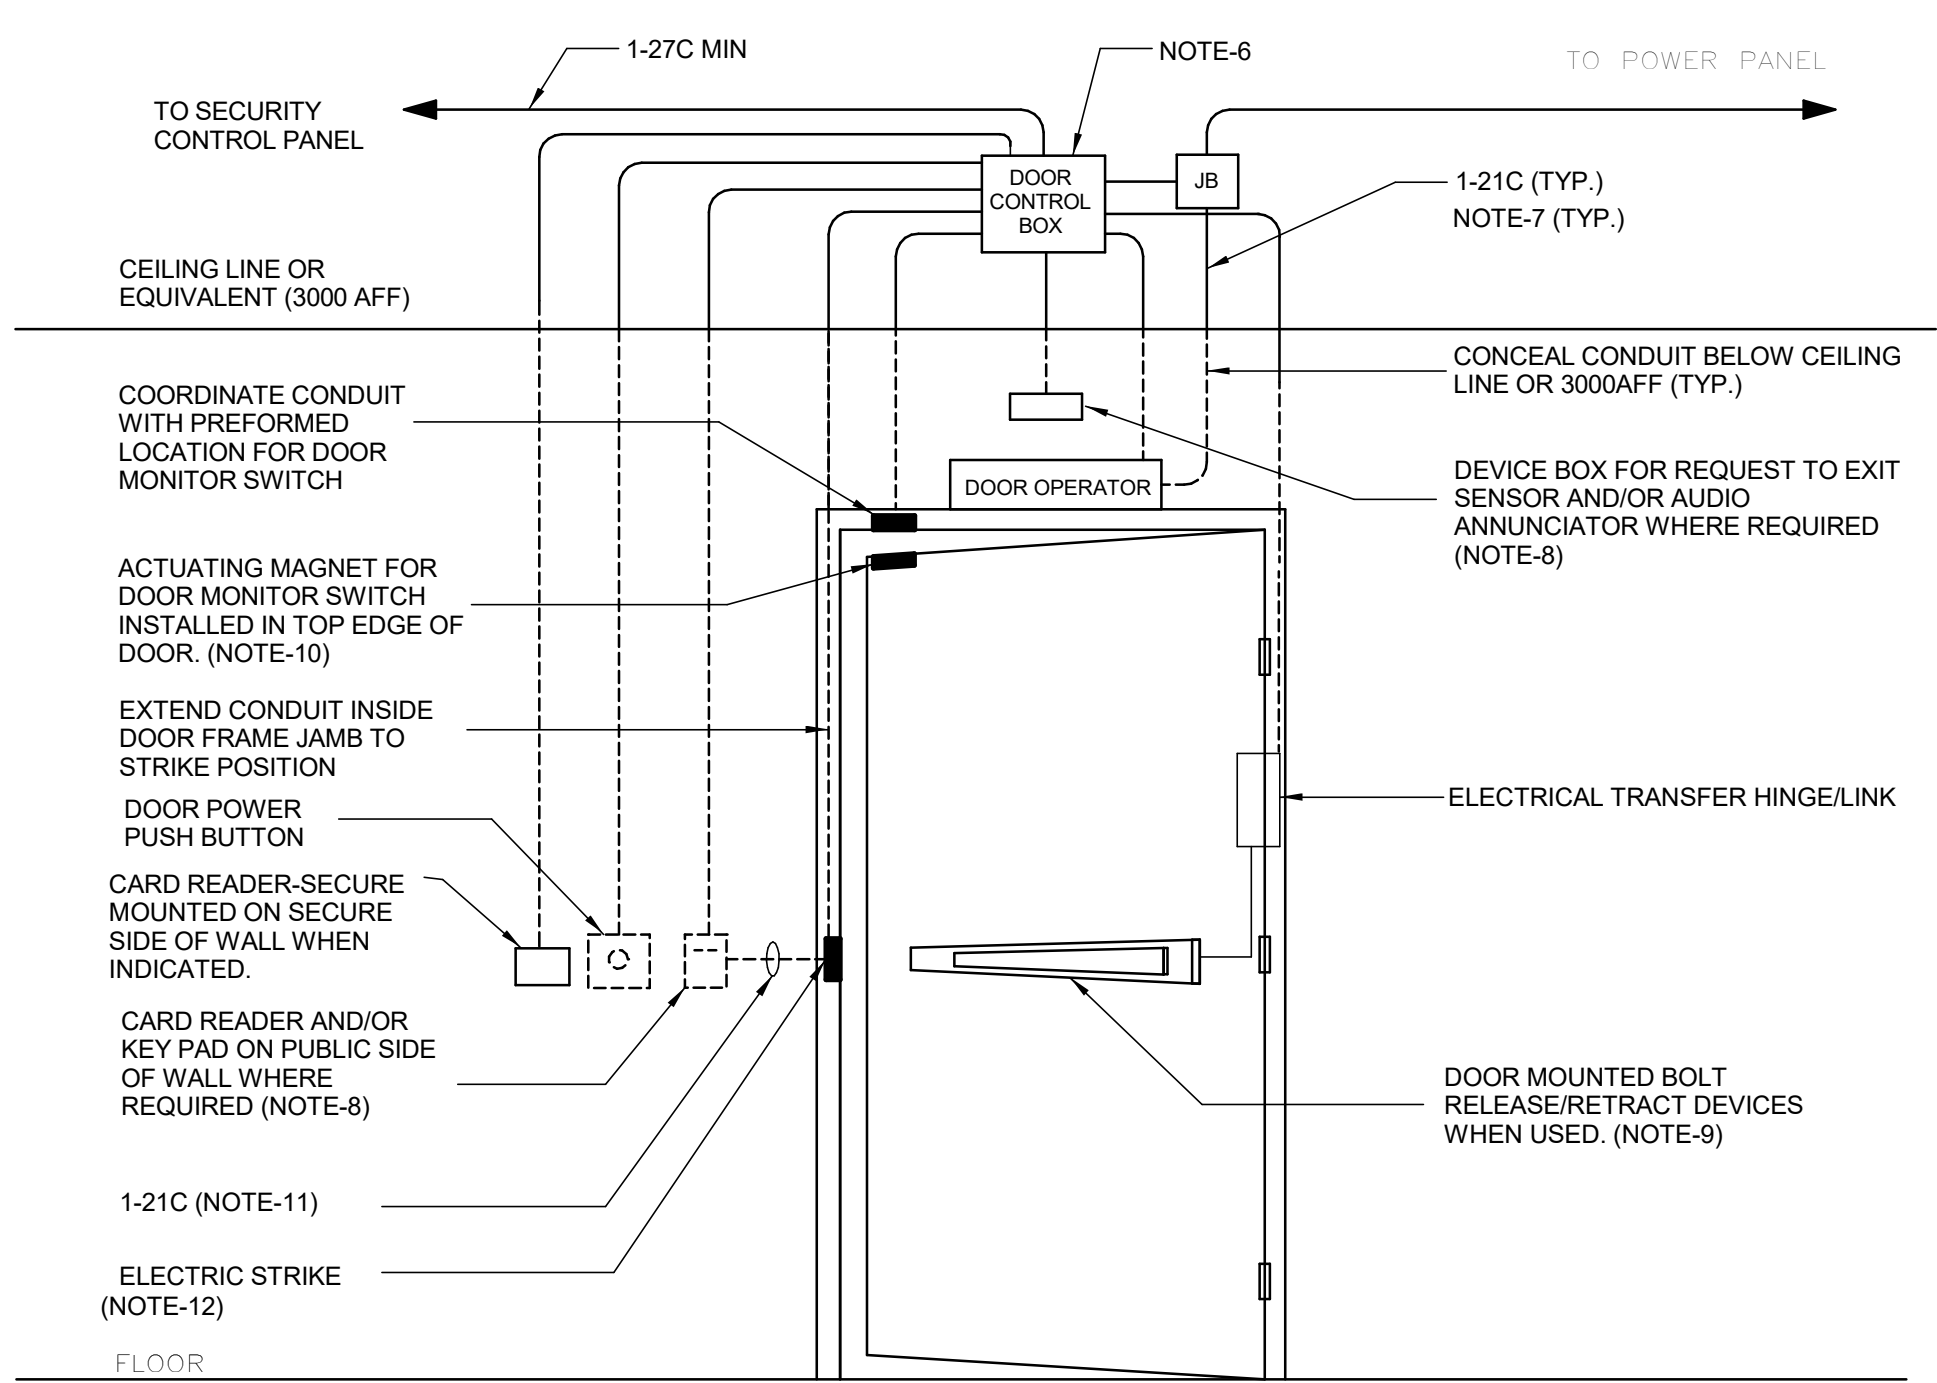 1-27C MIN
NOTE-6
TO POWER PANEL
TO SECURITY
CONTROL PANEL
DOOR
CONTROL
BOX
JB
1-21C (TYP.)
NOTE-7 (TYP.)
CEILING LINE OR
EQUIVALENT (3000 AFF)
CONCEAL CONDUIT BELOW CEILING
LINE OR 3000AFF (TYP.)
COORDINATE CONDUIT
WITH PREFORMED
LOCATION FOR DOOR
MONITOR SWITCH
DEVICE BOX FOR REQUEST TO EXIT
SENSOR AND/OR AUDIO
ANNUNCIATOR WHERE REQUIRED
(NOTE-8)
DOOR OPERATOR
ACTUATING MAGNET FOR
DOOR MONITOR SWITCH
INSTALLED IN TOP EDGE OF
DOOR. (NOTE-10)
EXTEND CONDUIT INSIDE
DOOR FRAME JAMB TO
STRIKE POSITION
DOOR POWER
PUSH BUTTON
ELECTRICAL TRANSFER HINGE/LINK
CARD READER-SECURE
MOUNTED ON SECURE
SIDE OF WALL WHEN
INDICATED.
CARD READER AND/OR
KEY PAD ON PUBLIC SIDE
OF WALL WHERE
REQUIRED (NOTE-8)
DOOR MOUNTED BOLT
RELEASE/RETRACT DEVICES
WHEN USED. (NOTE-9)
1-21C (NOTE-11)
ELECTRIC STRIKE
(NOTE-12)
FLOOR